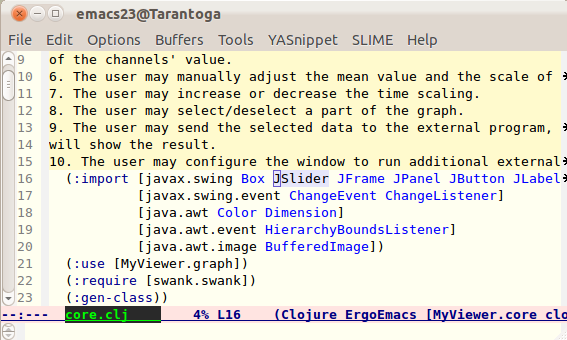 emacs23@Tarantoga
File Edit Options Buffers Tools YASnippet SLIME Help
9 of the channels' value.
10 6. The user may manually adjust the mean value and the scale of
11 7. The user may increase or decrease the time scaling.
12 8. The user may select/deselect a part of the graph.
13 9. The user may send the selected data to the external program,
14 will show the result.
15 10. The user may configure the window to run additional external
16 (:import [javax.swing Box JSlider JFrame JPanel JButton JLabel
17 [javax.swing.event ChangeEvent ChangeListener]
18 [java.awt Color Dimension]
19 [java.awt.event HierarchyBoundsListener]
20 [java.awt.image BufferedImage])
21 (:use [MyViewer.graph])
22 (:require [swank.swank])
23 (:gen-class))
--:--- core.clj 4% L16 (Clojure ErgoEmacs [MyViewer.core clo